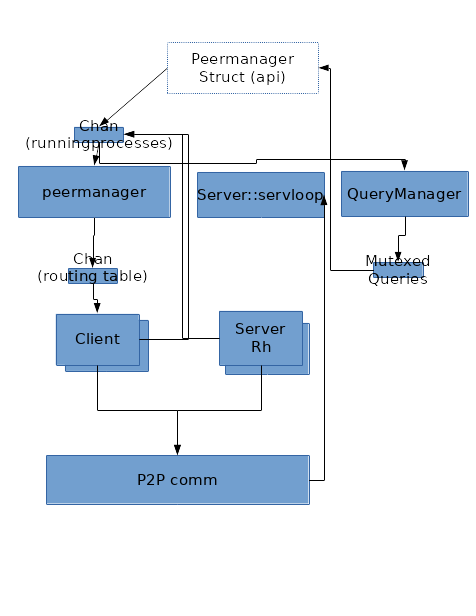 Peermanager
Struct (api)
Chan
(runningprocesses)
peermanager
Server::servloop
QueryManager
Chan
(routing table)
Mutexed
Queries
Client
Server
Rh
P2P comm